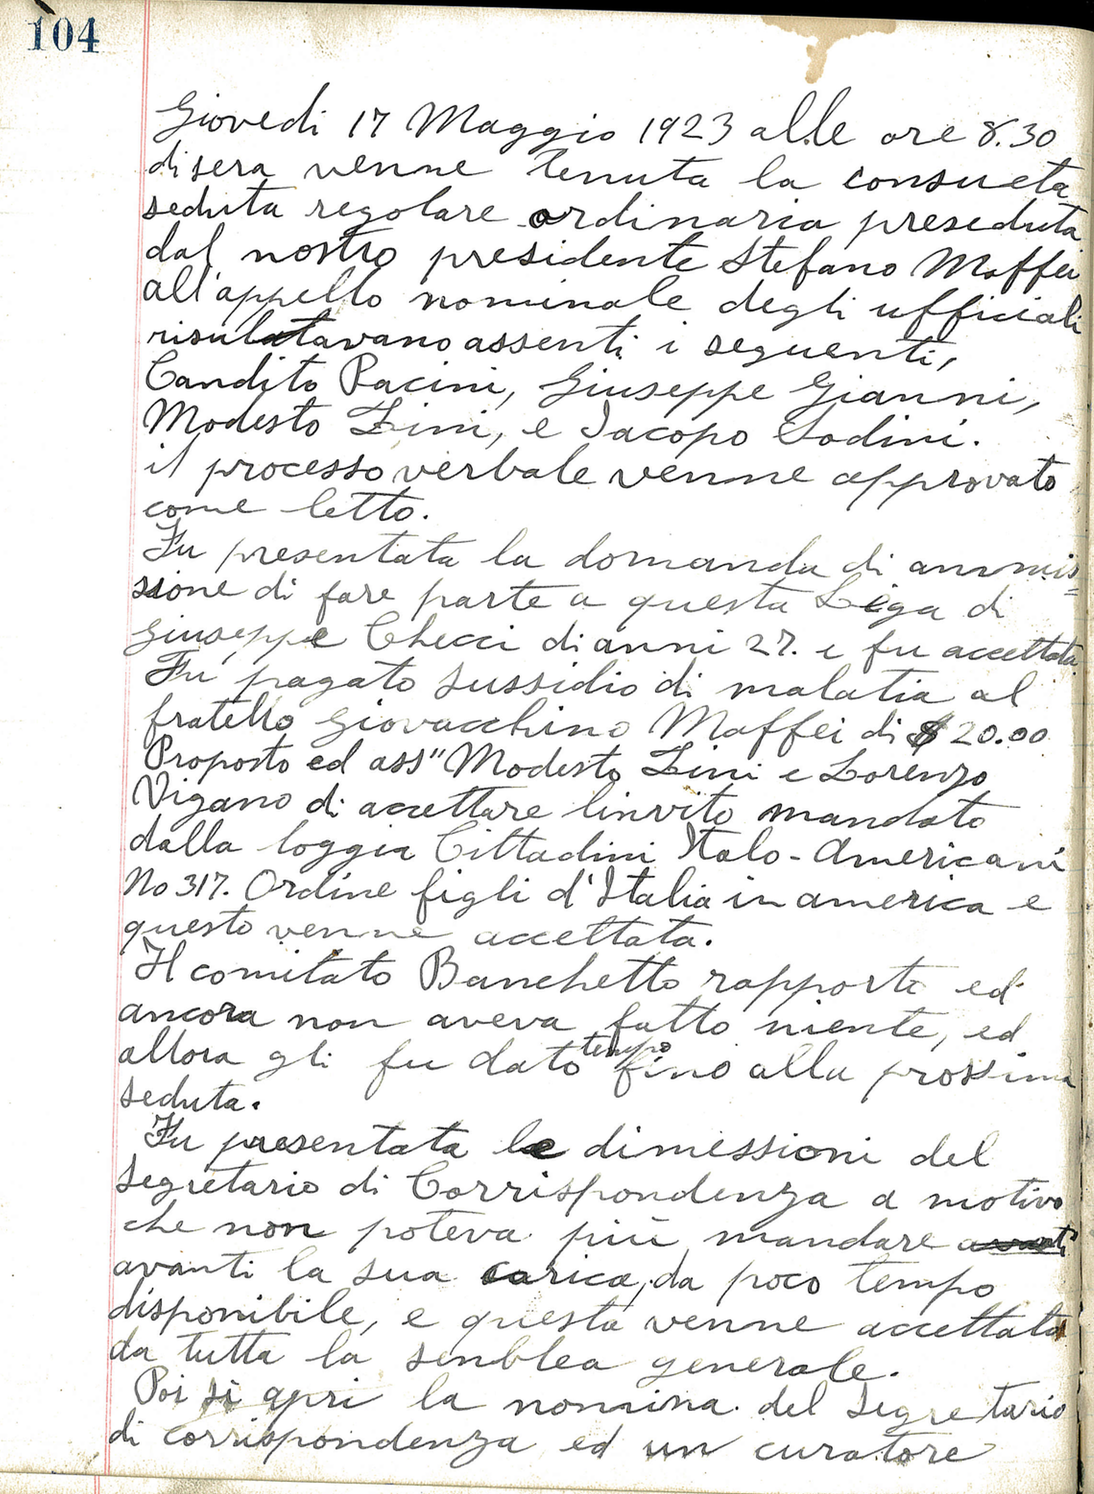 104
Giovedi 17 Maggio 1923 alle ore 8.30
di sera venne tenuta la consueta
seduta regolare ordinaria preseduta
dal nostro presidente Stefano Maffei
all'appello nominale degli ufficiali
risulatavano assenti i seguenti,
Candito Pacini, Giuseppe Gianni,
Modesto Lini, e Iacopo Sodini.
il processo verbale venne approvato
come letto.
Fu presentata la domanda di ammis=
sione di fare parte a questa Lega di
Giuseppe Checci di anni 27. e fu accettata
Fu pagato sussidio di malatia al
fratello Giovacchino Maffei di $ 20.00
Proposto ed ass" Modesto Lini e Lorenzo
Vigano di accettare linvito mandato
dalla loggia Cittadini Italo-Americani
No 317. Ordine figli d'Italia in america e
questo venne accettata.
Il comitato Banchetto rapporto ed
ancora non aveva fatto niente, ed
allora gli fu dato tempo fino alla prossima
seduta.
Fu presentata le dimessioni del
segretario di Corrispondenza a motivo
che non poteva più mandare avanti
avanti la sua carica, da poco tempo
disponibile, e questa venne accettata
da tutta la senblea generale.
Poi si apri la nomina del Segretario
di corrispondenza ed un curatore